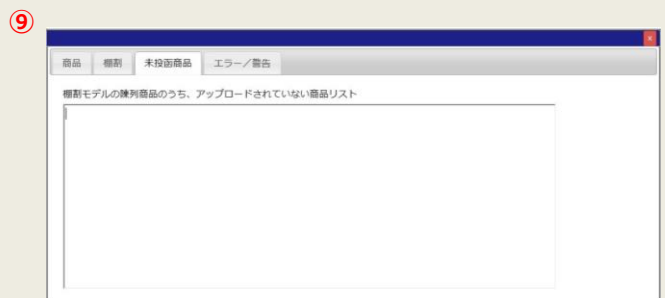 ⑨
商品 棚割 未投函商品 エラー／警告
棚割モデルの陳列商品のうち、アップロードされていない商品リスト